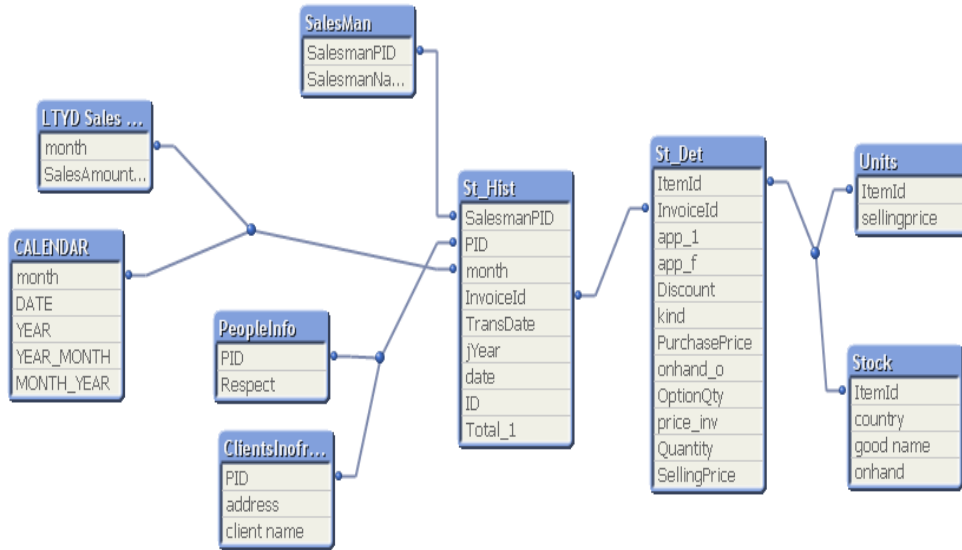 SalesMan
SalesmanPID
SalesmanNa...
LTYD Sales ...
month
SalesAmount...
CALENDAR
month
DATE
YEAR
YEAR_MONTH
MONTH_YEAR
PeopleInfo
PID
Respect
ClientsInofr...
PID
address
client name
St_Hist
SalesmanPID
PID
month
InvoiceId
TransDate
jYear
date
ID
Total_1
St_Det
ItemId
InvoiceId
app_1
app_f
Discount
kind
PurchasePrice
onhand_o
OptionQty
price_inv
Quantity
SellingPrice
Units
ItemId
sellingprice
Stock
ItemId
country
good name
onhand